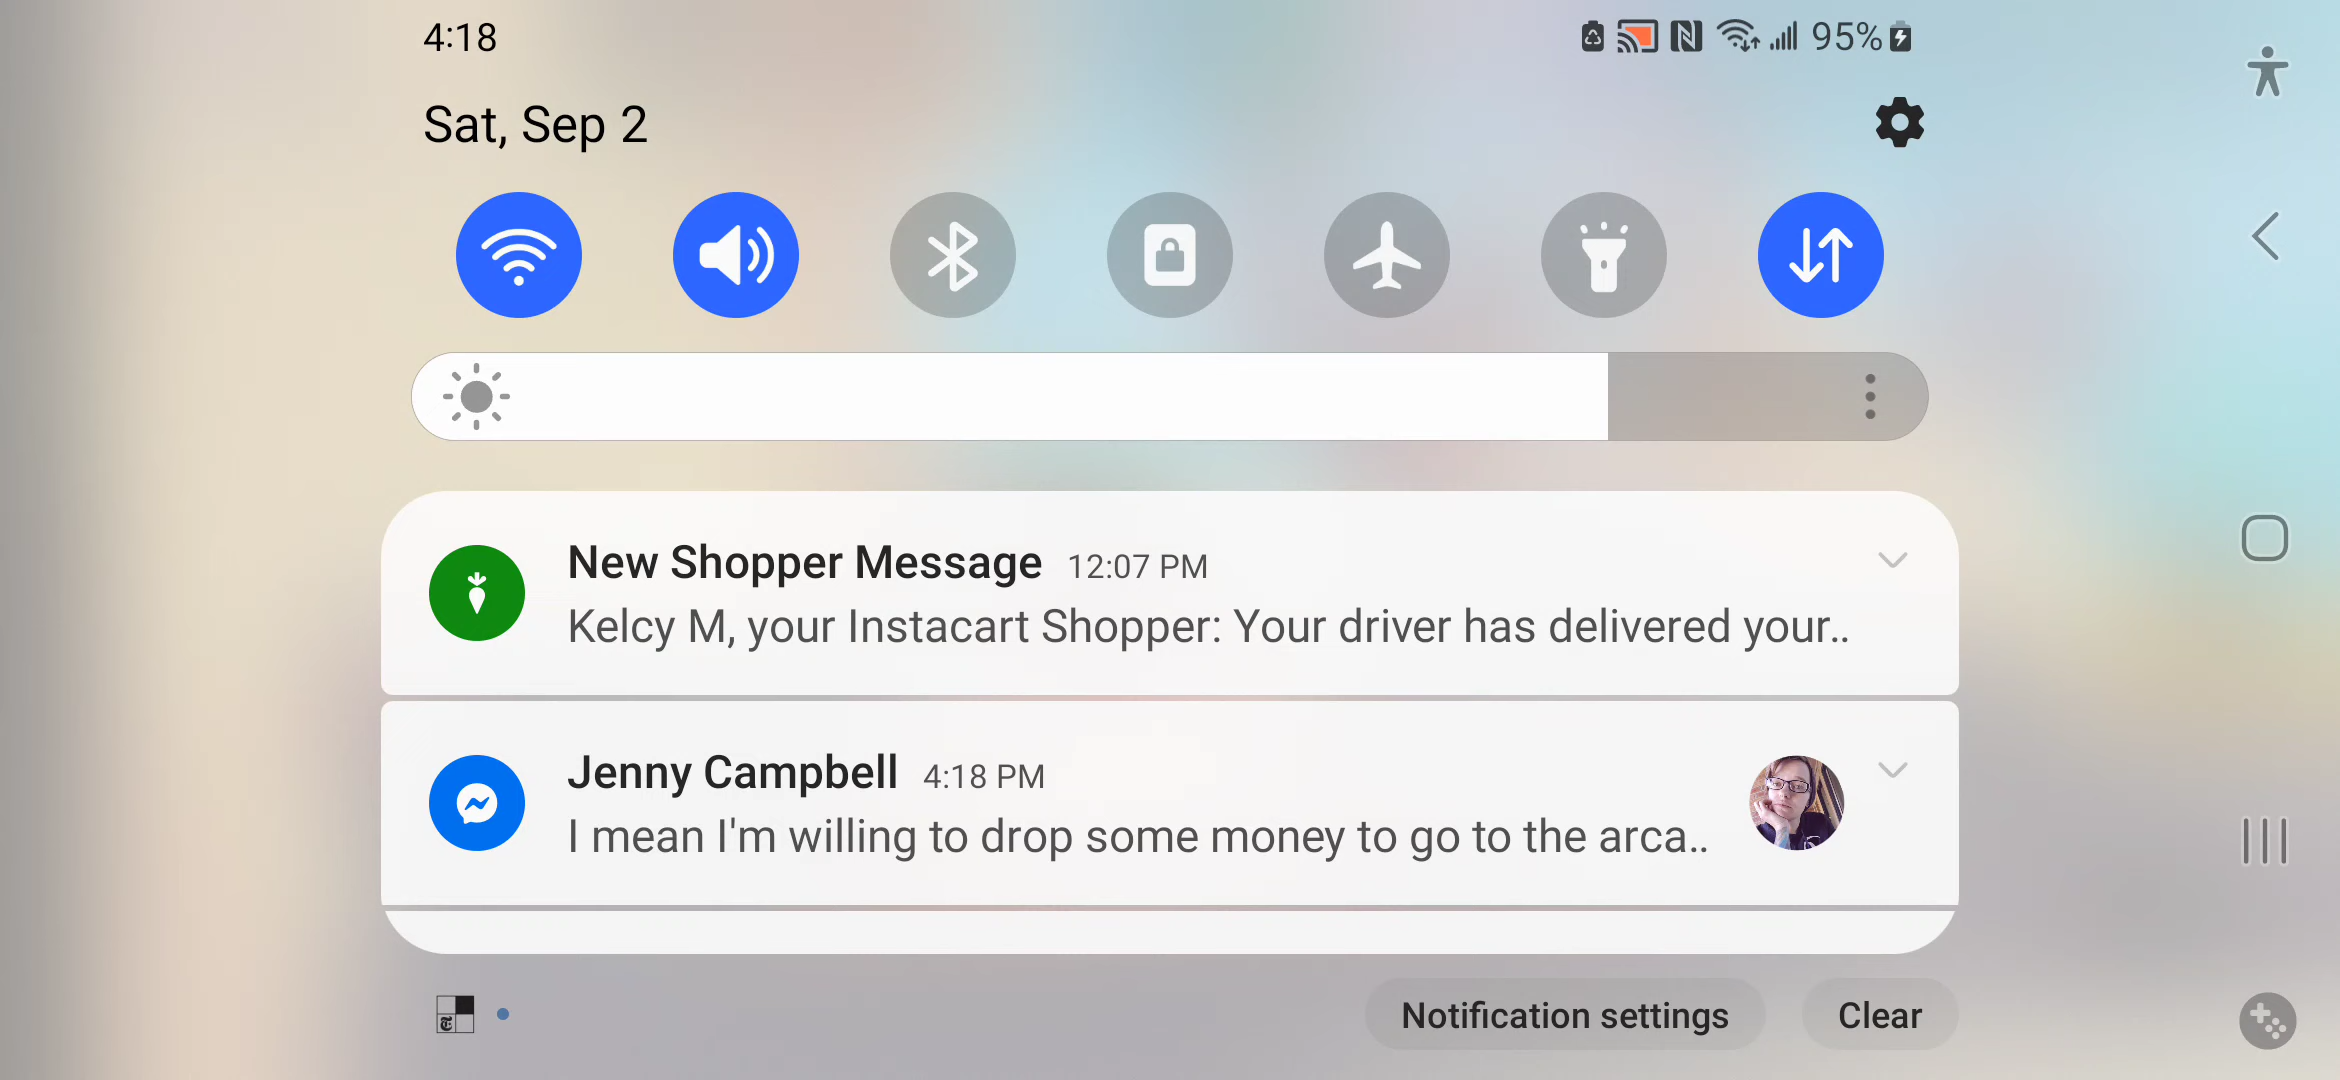 4:18
95%
Sat, Sep 2
New Shopper Message 12:07 PM
Kelcy M, your Instacart Shopper: Your driver has delivered your..
Jenny Campbell 4:18 PM
I mean I'm willing to drop some money to go to the arca..
Notification settings
Clear